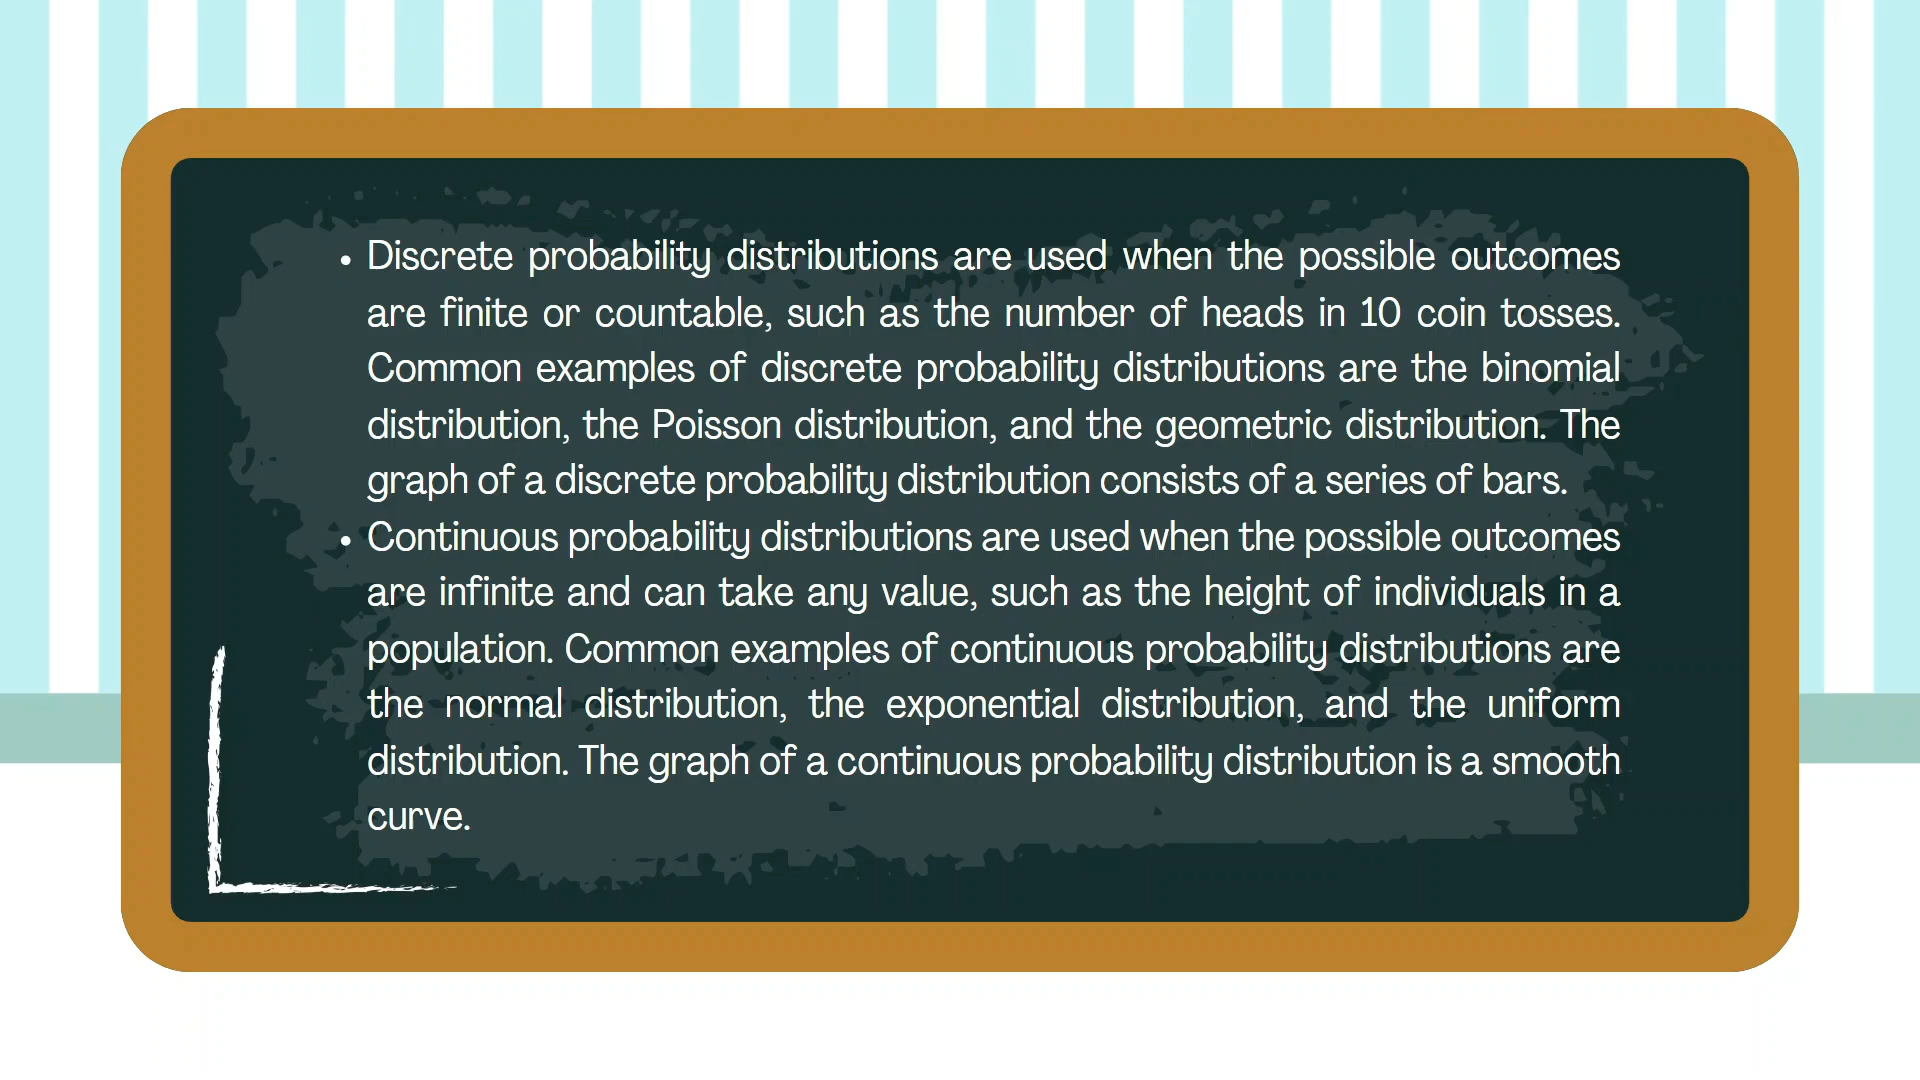 • Discrete probability distributions are used when the possible outcomes
are finite or countable, such as the number of heads in 10 coin tosses.
Common examples of discrete probability distributions are the binomial
distribution, the Poisson distribution, and the geometric distribution. The
graph of a discrete probability distribution consists of a series of bars.
• Continuous probability distributions are used when the possible outcomes
are infinite and can take any value, such as the height of individuals in a
population. Common examples of continuous probability distributions are
the normal distribution, the exponential distribution, and the uniform
distribution. The graph of a continuous probability distribution is a smooth
curve.